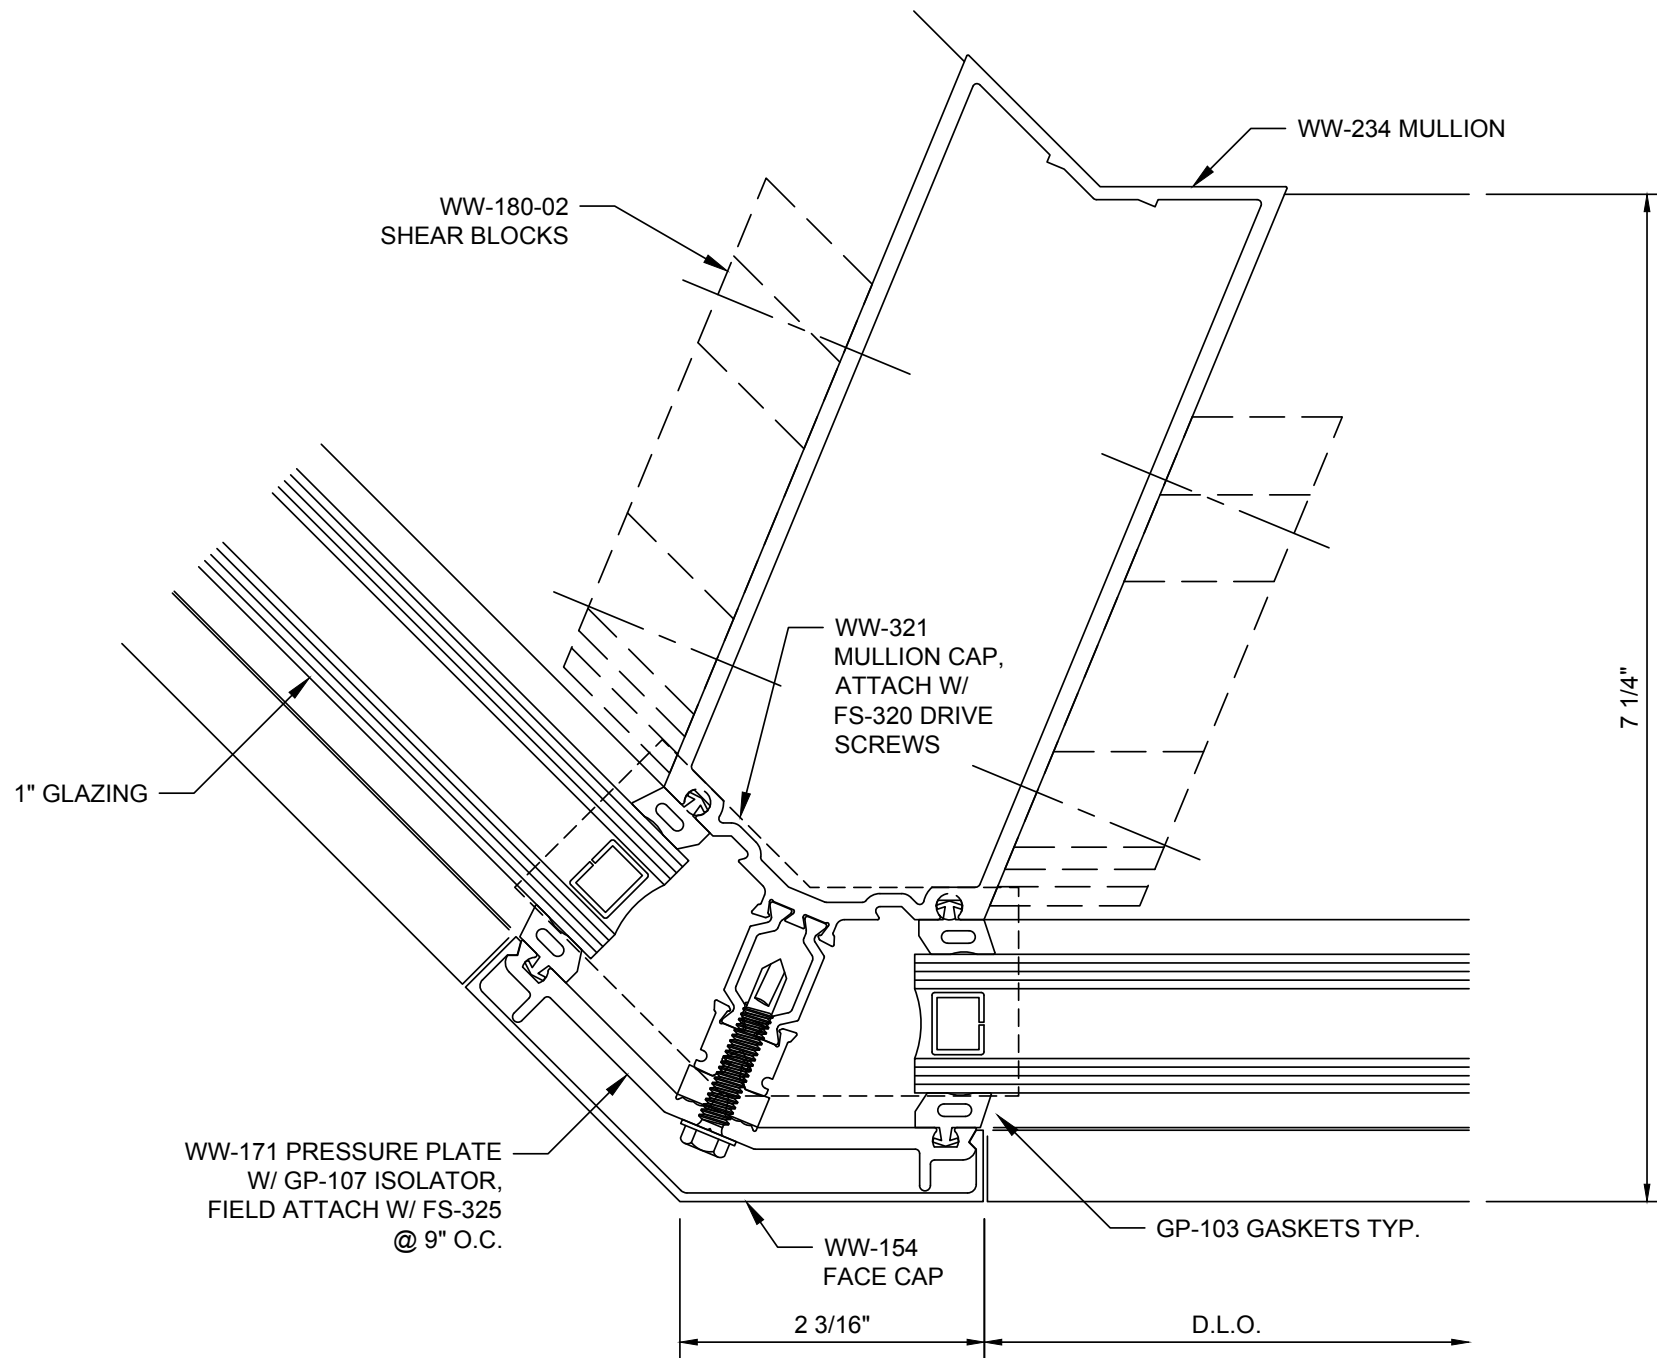 WW-234 MULLION
WW-180-02
SHEAR BLOCKS
WW-321
MULLION CAP,
ATTACH W/
FS-320 DRIVE
SCREWS
7 1/4"
1" GLAZING
WW-171 PRESSURE PLATE
W/ GP-107 ISOLATOR,
FIELD ATTACH W/ FS-325
@ 9" O.C.
WW-154
FACE CAP
GP-103 GASKETS TYP.
2 3/16"
D.L.O.